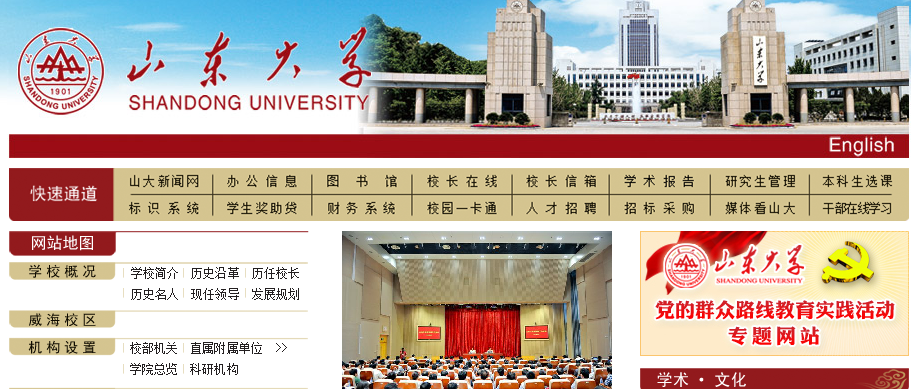 山东大学
SHANDONG UNIVERSITY
1901
SHANDONG UNIVERSITY
山东大学
English
快速通道
山大新闻网 办公信息 图书馆 校长在线 校长信箱 学术报告 研究生管理 本科生选课
标识系统 学生奖助贷 财务系统 校园一卡通 人才招聘 招标采购 媒体看山大 干部在线学习
网站地图
学校概况 学校简介 历史沿革 历任校长
历史名人 现任领导 发展规划
威海校区
机构设置 校部机关 直属附属单位 >>
学院总览 科研机构
山东大学
SHANDONG UNIVERSITY
党的群众路线教育实践活动
专题网站
学术·文化